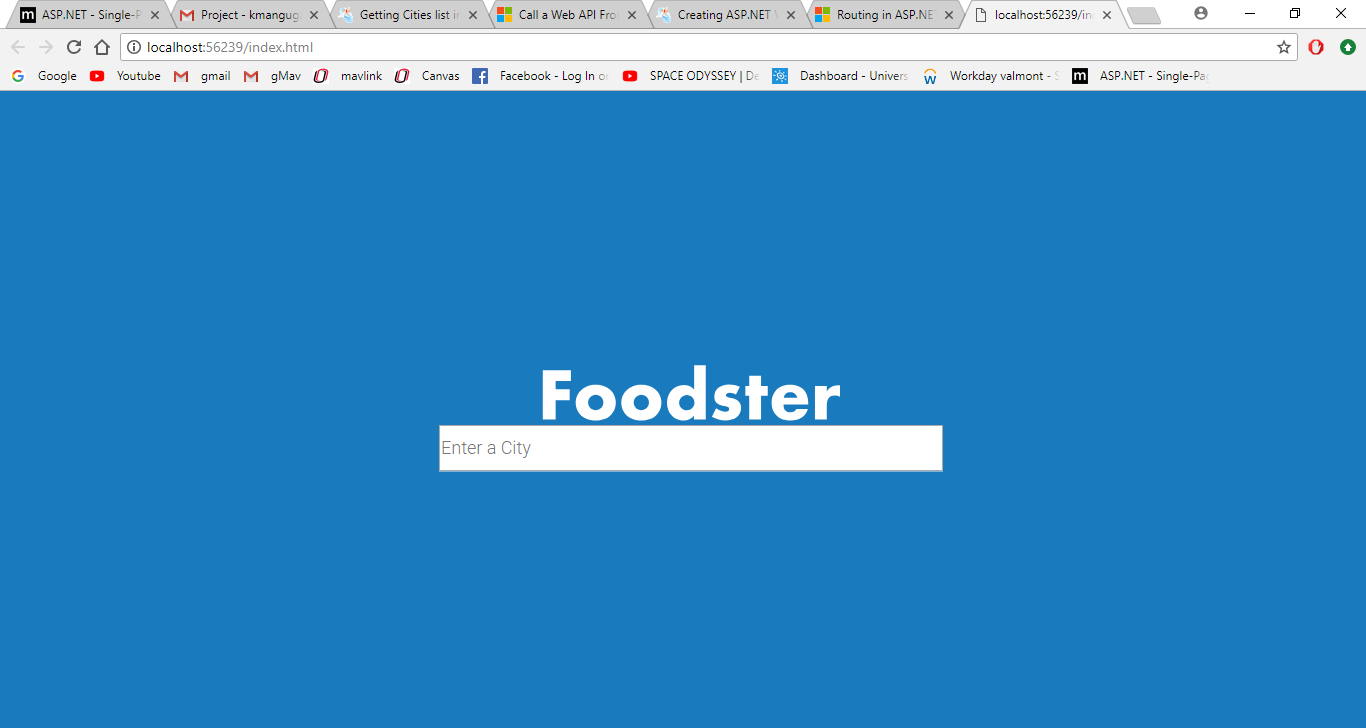 ASP.NET - Single-P
Project - kmangug
Getting Cities list i
Call a Web API Fro
Creating ASP.NET
Routing in ASP.NE
localhost:56239/in
localhost:56239/index.html
Google
Youtube
gmail
gMav
mavlink
Canvas
Facebook - Log In o
SPACE ODYSSEY | De
Dashboard - Univers
Workday valmont - S
ASP.NET - Single-Pa
Foodster
Enter a City